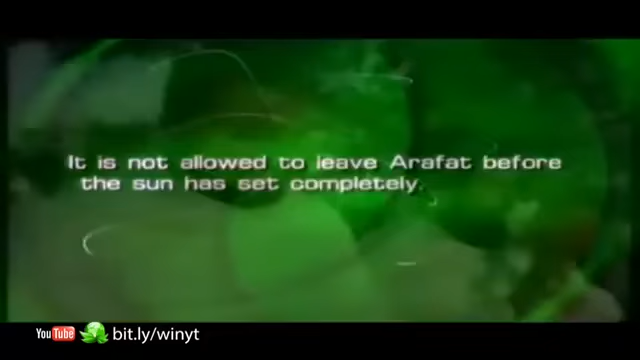 It is not allowed to leave Arafat before
the sun has set completely.
YouTube bit.ly/winyt